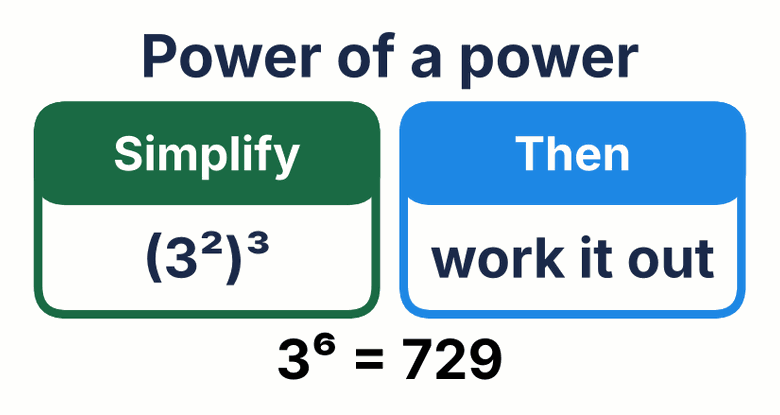 Power of a power
Simplify
Then
(3²)³
work it out
3⁶ = 729